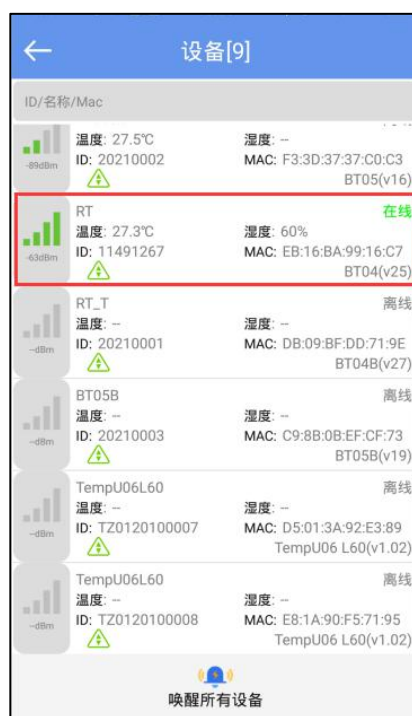 设备[9]
ID/名称/Mac
-89dBm
温度: 27.5℃ 湿度: --
ID: 20210002 MAC: F3:3D:37:37:C0:C3
BT05(v16)
RT 在线
温度: 27.3℃ 湿度: 60%
-63dBm
ID: 11491267 MAC: EB:16:BA:99:16:C7
BT04(v25)
RT_T 离线
温度: -- 湿度: --
--dBm
ID: 20210001 MAC: DB:09:BF:DD:71:9E
BT04B(v27)
BT05B 离线
温度: -- 湿度: --
--dBm
ID: 20210003 MAC: C9:8B:0B:EF:CF:73
BT05B(v19)
TempU06L60 离线
温度: -- 湿度: --
--dBm
ID: TZ0120100007 MAC: D5:01:3A:92:E3:89
TempU06 L60(v1.02)
TempU06L60 离线
温度: -- 湿度: --
--dBm
ID: TZ0120100008 MAC: E8:1A:90:F5:71:95
TempU06 L60(v1.02)
唤醒所有设备